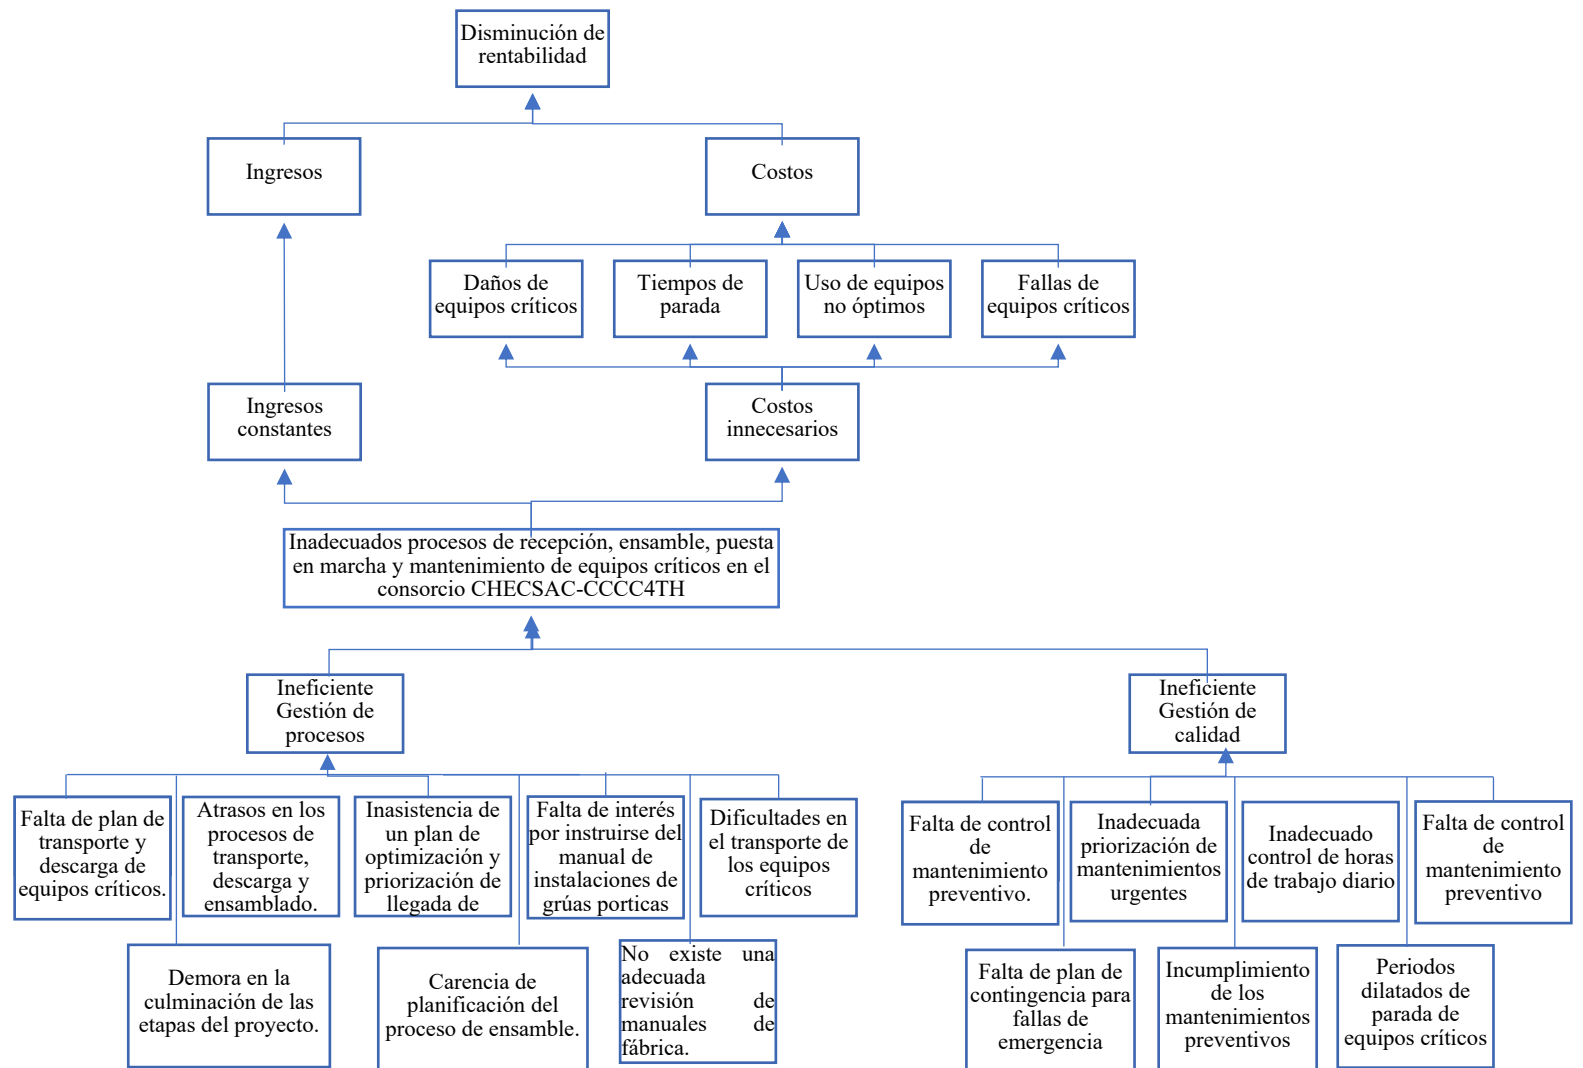 Disminución de
rentabilidad
Ingresos
Costos
Daños de
equipos críticos
Tiempos de
parada
Uso de equipos
no óptimos
Fallas de
equipos críticos
Ingresos
constantes
Costos
innecesarios
Inadecuados procesos de recepción, ensamble, puesta
en marcha y mantenimiento de equipos críticos en el
consorcio CHECSAC-CCCC4TH
Ineficiente
Gestión de
procesos
Ineficiente
Gestión de
calidad
Falta de plan de
transporte y
descarga de
equipos críticos.
Atrasos en los
procesos de
transporte,
descarga y
ensamblado.
Inasistencia de
un plan de
optimización y
priorización de
llegada de
Falta de interés
por instruirse del
manual de
instalaciones de
grúas porticas
Dificultades en
el transporte de
los equipos
críticos
Falta de control
de
mantenimiento
preventivo.
Inadecuada
priorización de
mantenimientos
urgentes
Inadecuado
control de horas
de trabajo diario
Falta de control
de
mantenimiento
preventivo
Demora en la
culminación de las
etapas del proyecto.
Carencia de
planificación del
proceso de ensamble.
No existe una
adecuada
revisión de
manuales de
fábrica.
Falta de plan de
contingencia para
fallas de
emergencia
Incumplimiento
de los
mantenimientos
preventivos
Periodos
dilatados de
parada de
equipos críticos